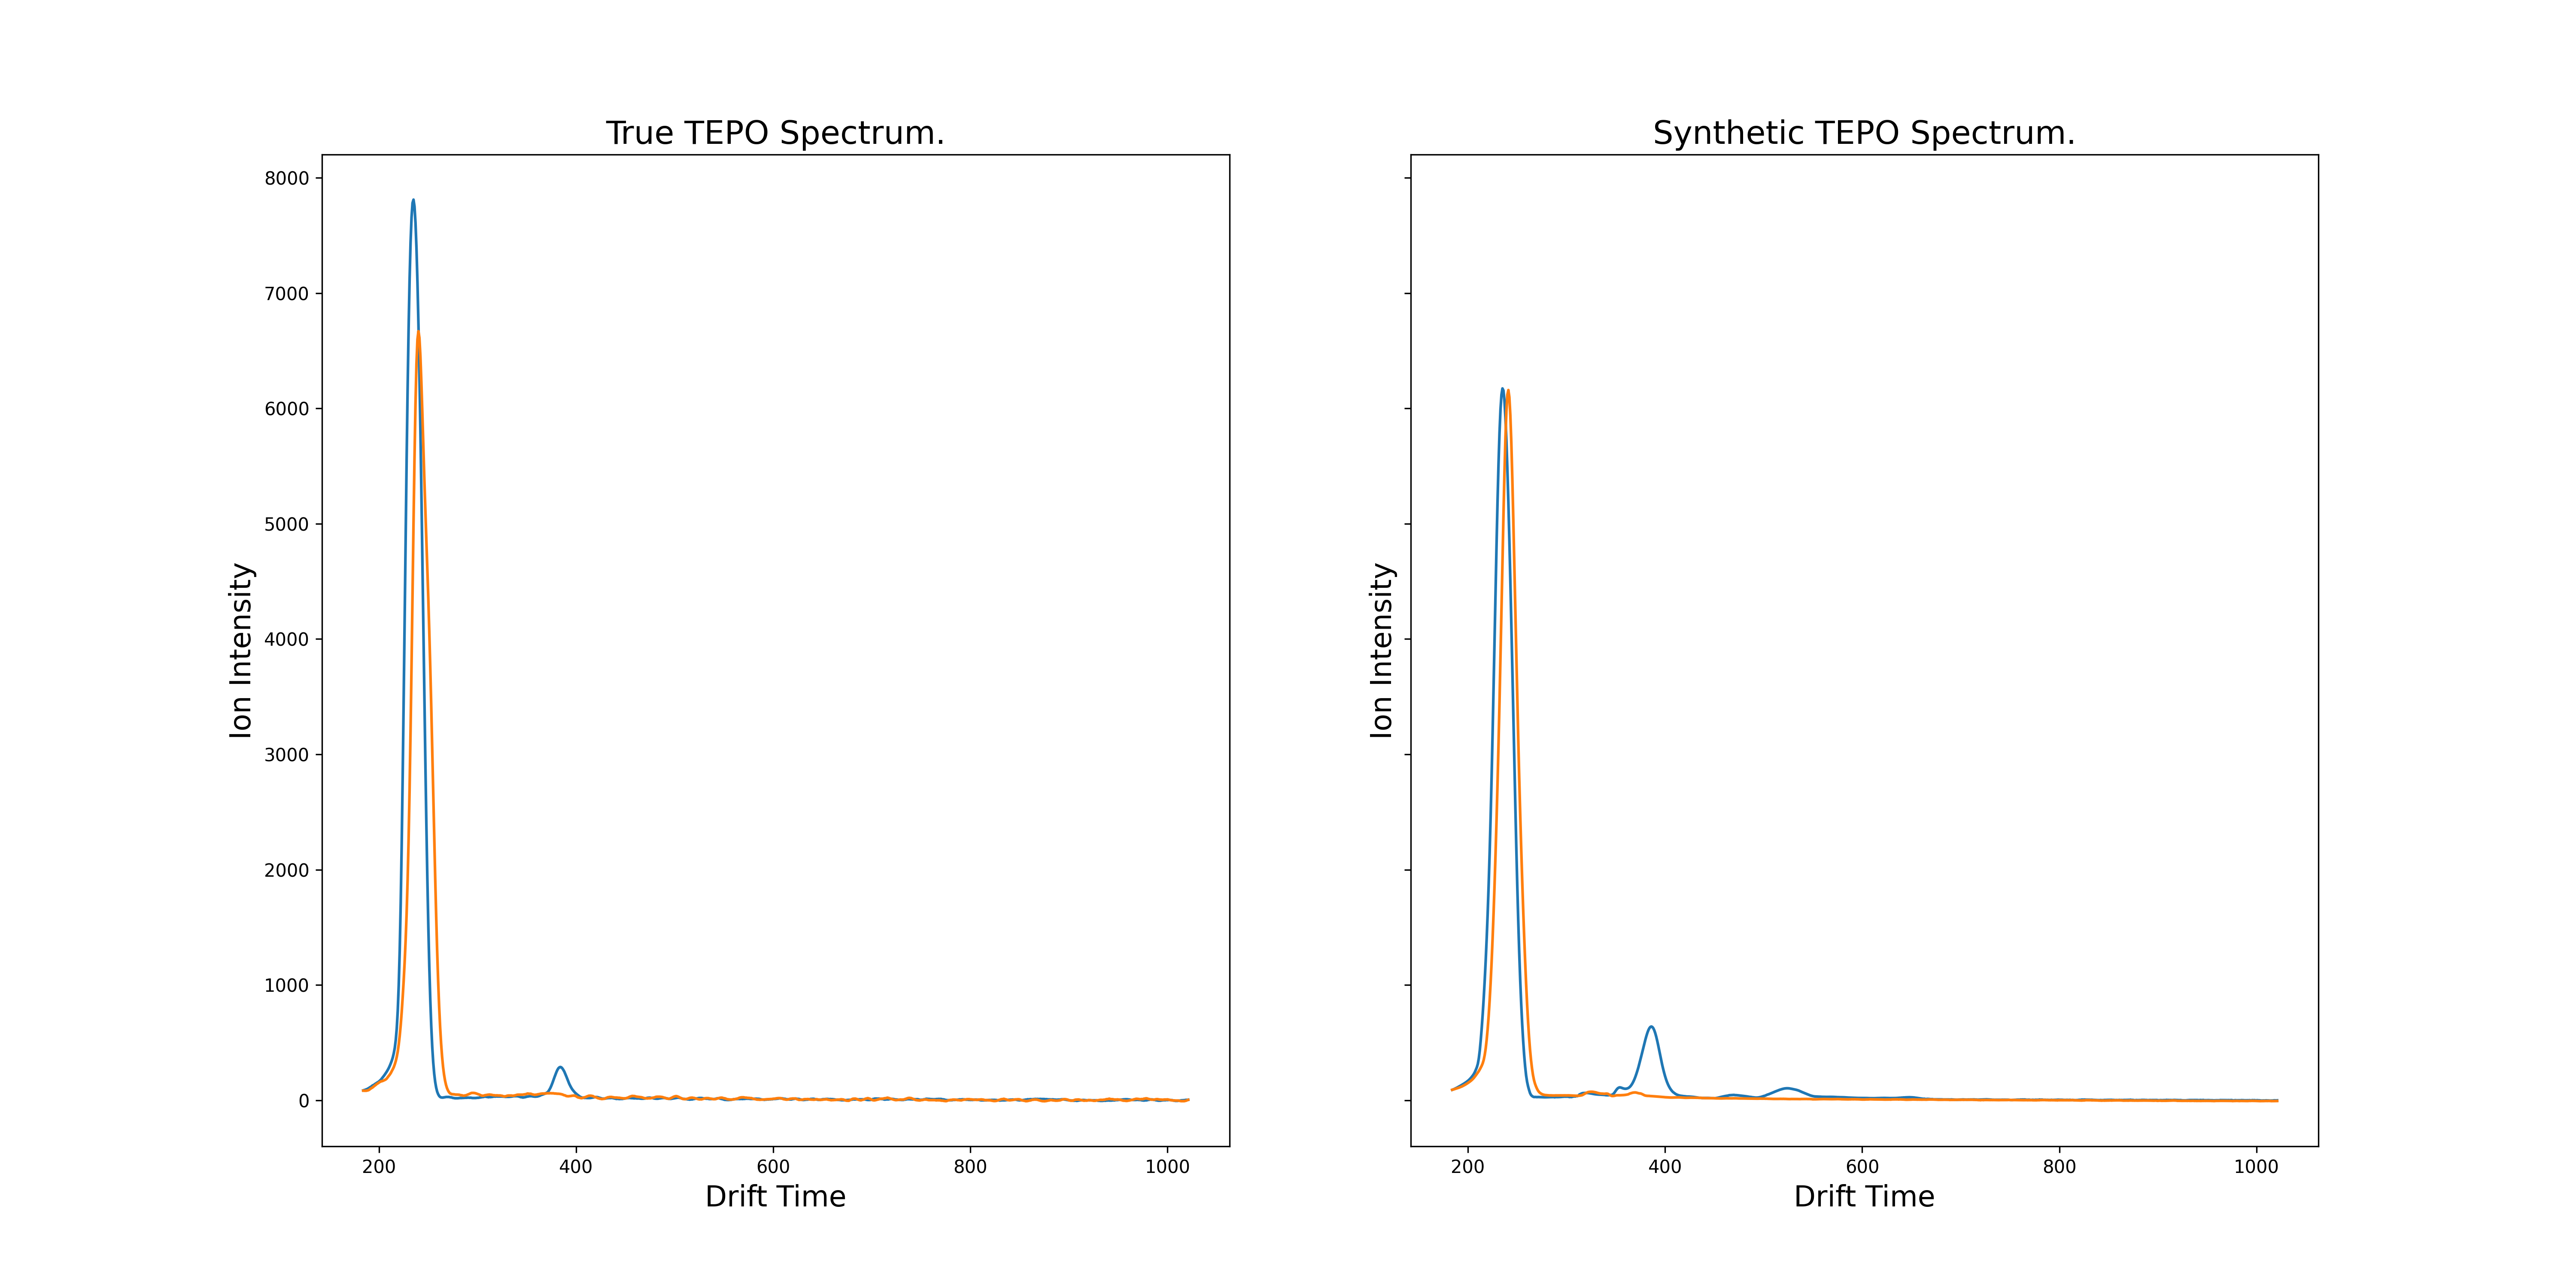 True TEPO Spectrum.
8000
7000
6000
5000
4000
3000
2000
1000
0
Ion Intensity
200 400 600 800 1000
Drift Time
Synthetic TEPO Spectrum.
Ion Intensity
200 400 600 800 1000
Drift Time